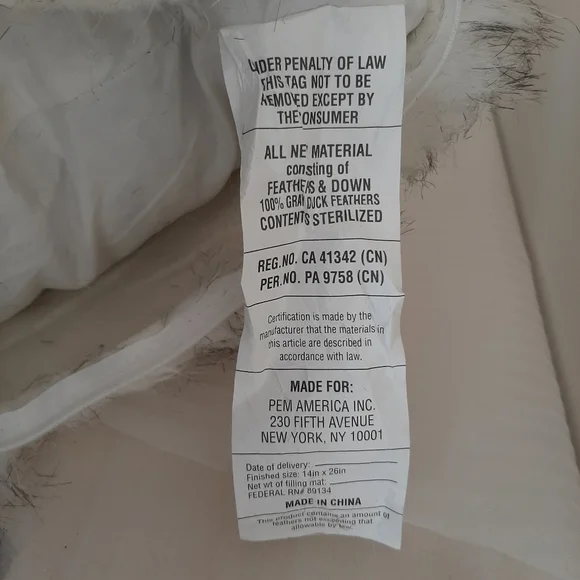 UNDER PENALTY OF LAW
THIS TAG NOT TO BE
REMOVED EXCEPT BY
THE CONSUMER
ALL NEW MATERIAL
consisting of
FEATHERS & DOWN
100% GRAY DUCK FEATHERS
CONTENTS STERILIZED
REG.NO. CA 41342 (CN)
PER.NO. PA 9758 (CN)
Certification is made by the
manufacturer that the materials in
this article are described in
accordance with law.
MADE FOR:
PEM AMERICA INC.
230 FIFTH AVENUE
NEW YORK, NY 10001
Date of delivery:
Finished size: 14in x 26in
Net wt of filling mat:
FEDERAL RN# 80134
MADE IN CHINA
This product contains an amount of
feathers not exceeding that
allowable by law.